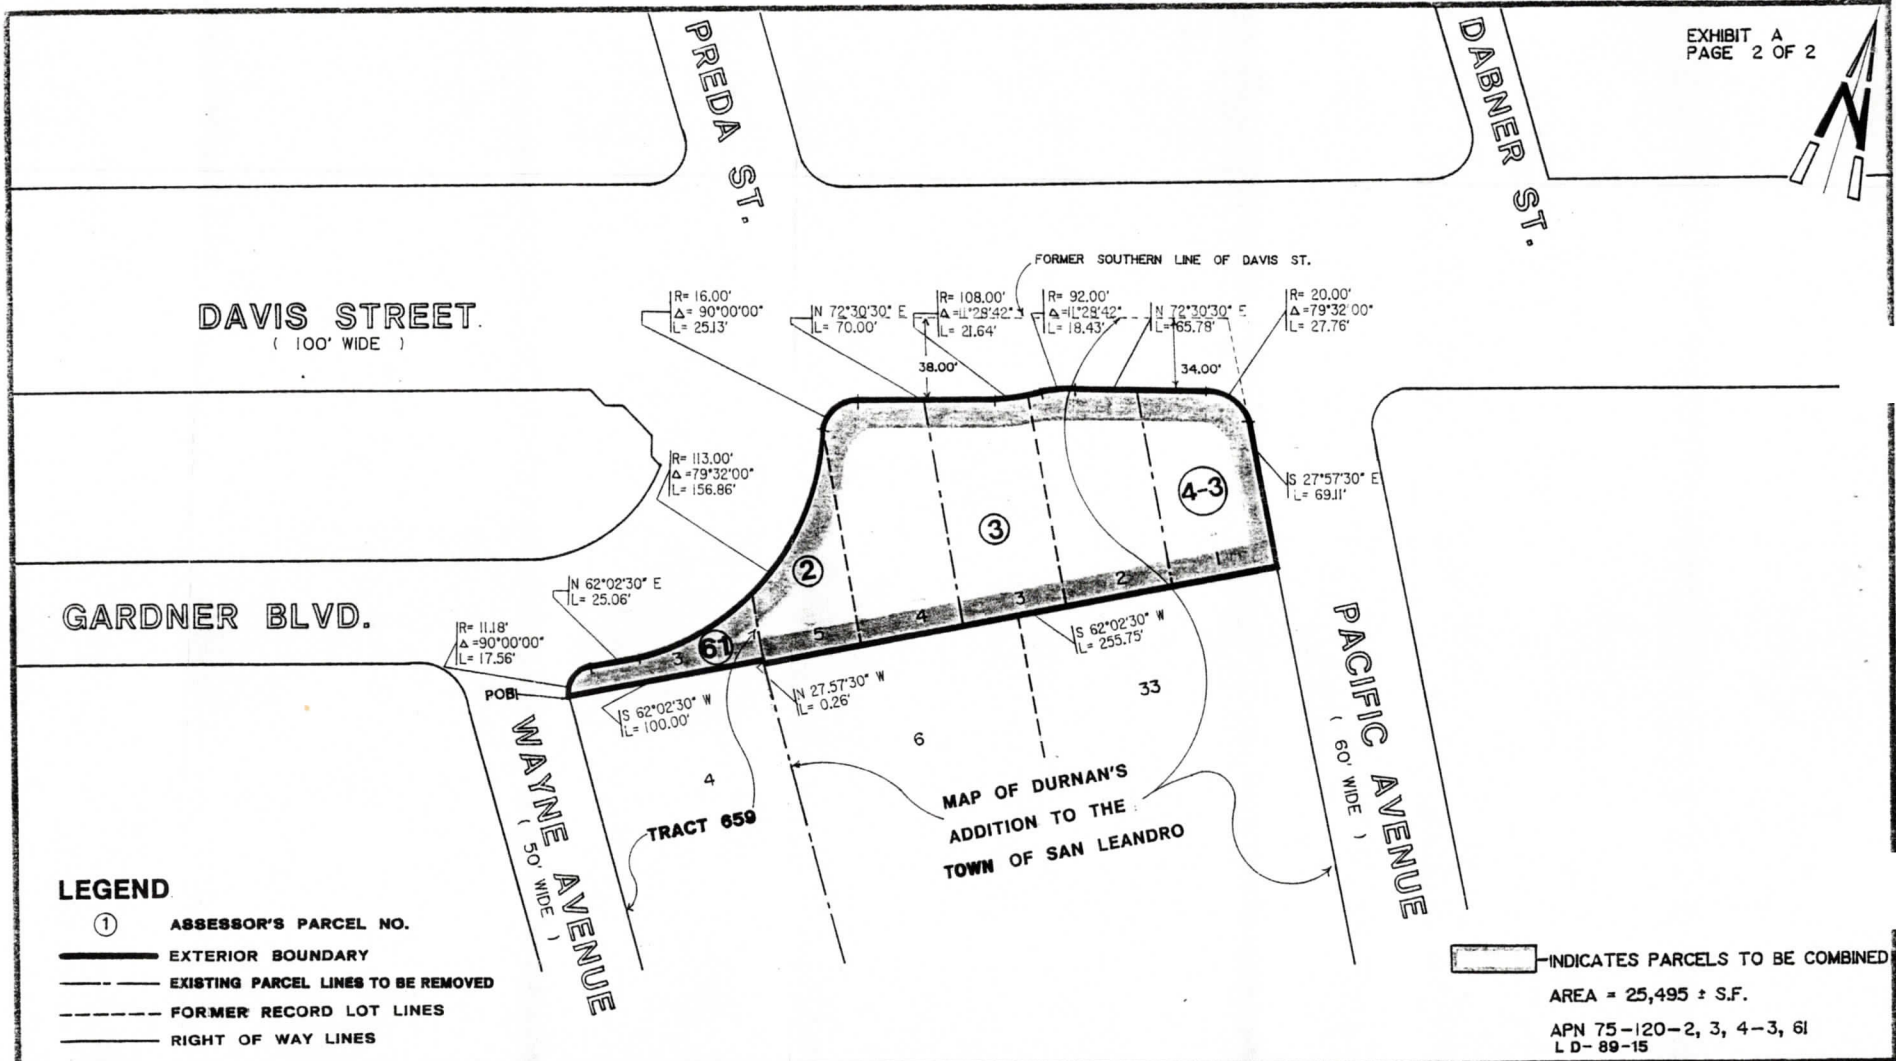 EXHIBIT A
PAGE 2 OF 2
PREDA ST.
DABNER ST.
N
FORMER SOUTHERN LINE OF DAVIS ST.
DAVIS STREET
( 100' WIDE )
R= 16.00'
Δ= 90°00'00"
L= 25.13'
N 72°30'30" E
L= 70.00'
R= 108.00'
Δ=11°28'42"
L= 21.64'
R= 92.00'
Δ=11°28'42"
L= 18.43'
N 72°30'30" E
L= 65.78'
R= 20.00'
Δ=79°32'00"
L= 27.76'
38.00'
34.00'
R= 113.00'
Δ=79°32'00"
L= 156.86'
S 27°57'30" E
L= 69.11'
4-3
3
2
N 62°02'30" E
L= 25.06'
GARDNER BLVD.
R= 11.18'
Δ=90°00'00"
L= 17.56'
61
3
5
4
3
2
1
S 62°02'30" W
L= 255.75'
POB
S 62°02'30" W
L= 100.00'
N 27.57'30" W
L= 0.26'
33
6
4
WAYNE AVENUE
( 50' WIDE )
PACIFIC AVENUE
( 60' WIDE )
TRACT 659
MAP OF DURNAN'S
ADDITION TO THE
TOWN OF SAN LEANDRO
LEGEND
1 ASSESSOR'S PARCEL NO.
EXTERIOR BOUNDARY
EXISTING PARCEL LINES TO BE REMOVED
FORMER RECORD LOT LINES
RIGHT OF WAY LINES
INDICATES PARCELS TO BE COMBINED
AREA = 25,495 ± S.F.
APN 75-120-2, 3, 4-3, 61
L D- 89-15